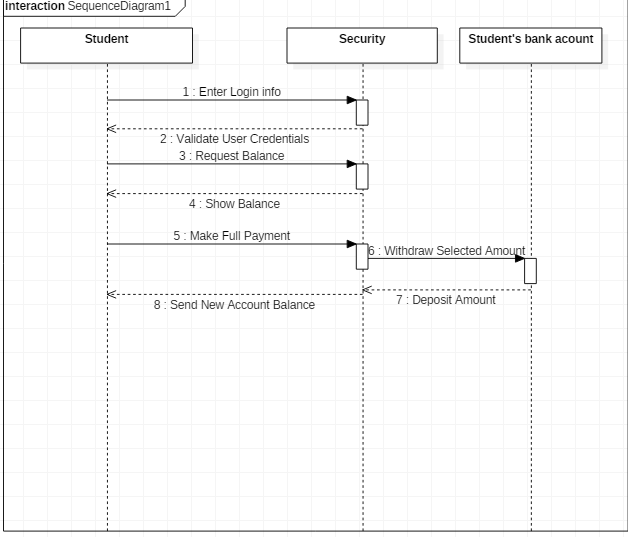 interaction SequenceDiagram1
Student
Security
Student's bank acount
1 : Enter Login info
2 : Validate User Credentials
3 : Request Balance
4 : Show Balance
5 : Make Full Payment
6 : Withdraw Selected Amount
7 : Deposit Amount
8 : Send New Account Balance